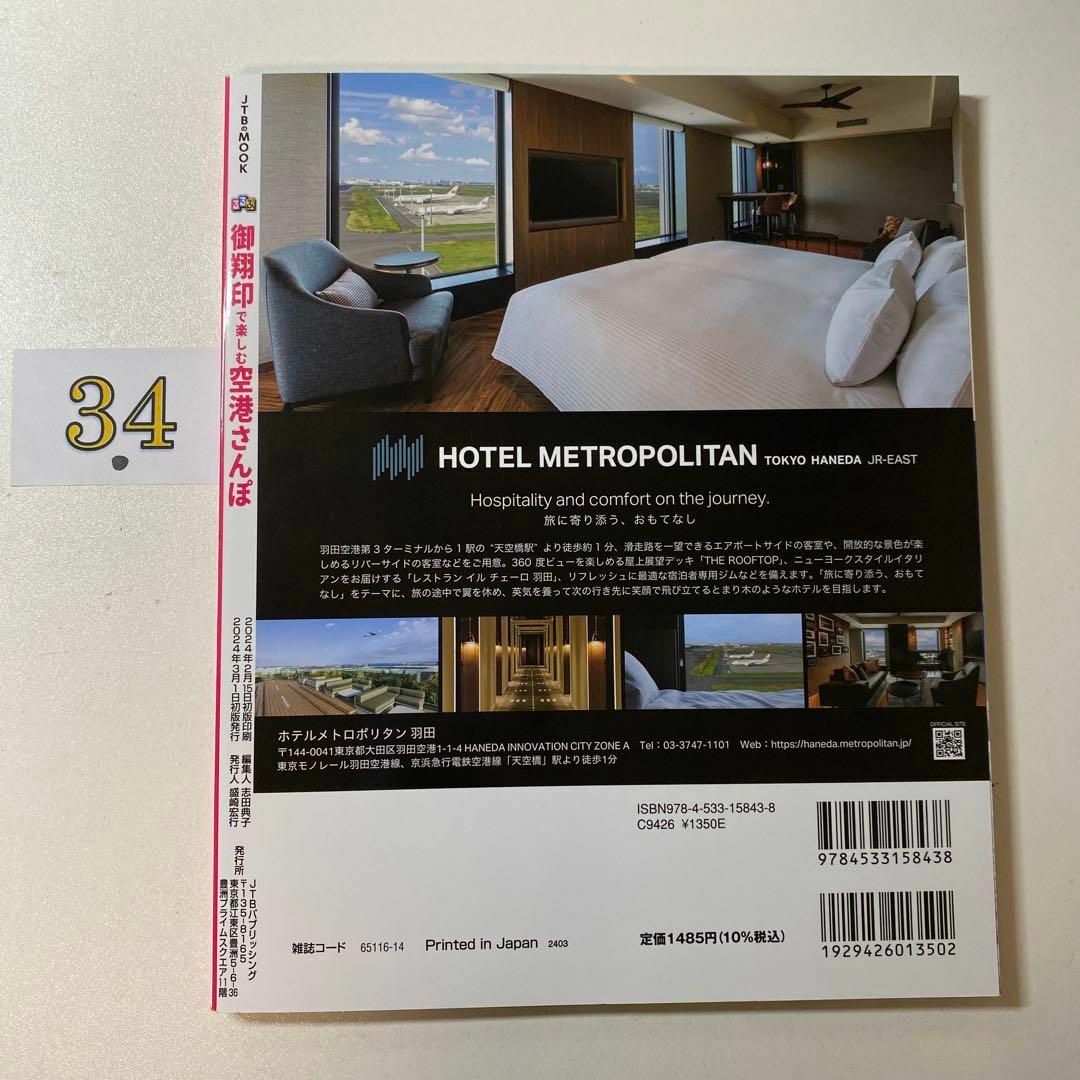 34
JTBのMOOK
るるぶ
御翔印で楽しむ空港さんぽ
2024年2月15日初版印刷
2024年3月1日初版発行
編集人 志田典子
発行人 盛崎宏行
発行所
JTBパブリッシング
〒135-8165
東京都江東区豊洲5-6-36
豊洲プライムスクエア11階
HOTEL METROPOLITAN TOKYO HANEDA JR-EAST
Hospitality and comfort on the journey.
旅に寄り添う、おもてなし
羽田空港第3ターミナルから1駅の“天空橋駅”より徒歩約1分、滑走路を一望できるエアポートサイドの客室や、開放的な景色が楽
しめるリバーサイドの客室などをご用意。360度ビューを楽しめる屋上展望デッキ「THE ROOFTOP」、ニューヨークスタイルイタリ
アンをお届けする「レストラン イル チェーロ 羽田」、リフレッシュに最適な宿泊者専用ジムなどを備えます。「旅に寄り添う、おもて
なし」をテーマに、旅の途中で翼を休め、英気を養って次の行き先に笑顔で飛び立てるとまり木のようなホテルを目指します。
ホテルメトロポリタン 羽田
〒144-0041東京都大田区羽田空港1-1-4 HANEDA INNOVATION CITY ZONE A Tel：03-3747-1101 Web：https://haneda.metropolitan.jp/
東京モノレール羽田空港線、京浜急行電鉄空港線「天空橋」駅より徒歩1分
OFFICIAL SITE
ISBN978-4-533-15843-8
C9426 ¥1350E
9784533158438
雑誌コード 65116-14 Printed in Japan 2403
定価1485円(10%税込)
1929426013502